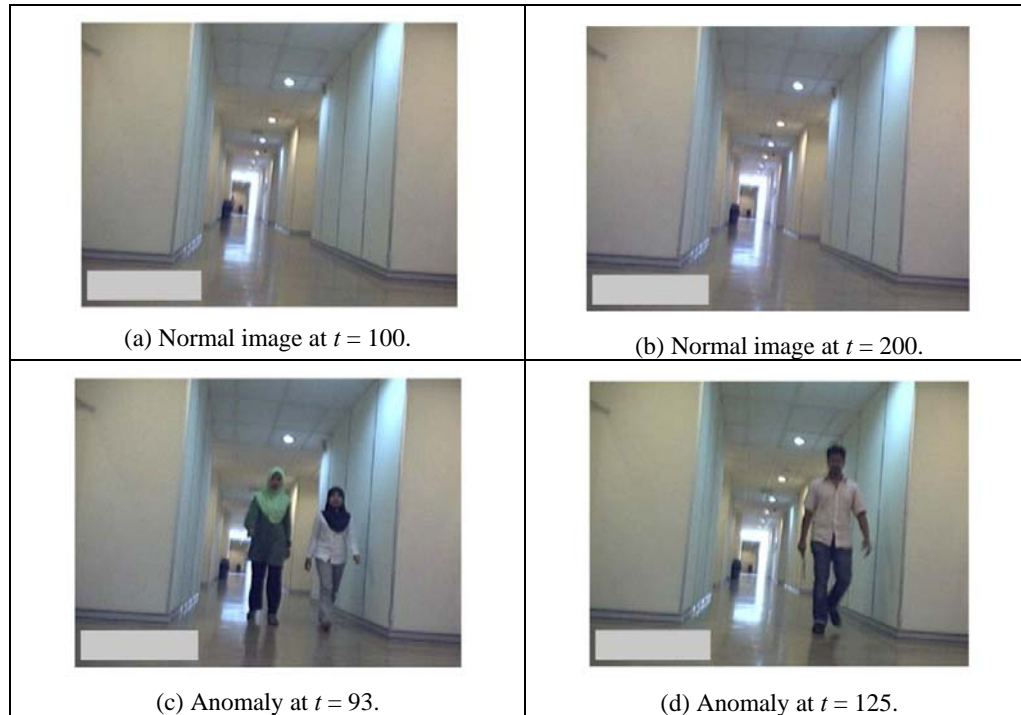 (a) Normal image at t = 100.
(b) Normal image at t = 200.
(c) Anomaly at t = 93.
(d) Anomaly at t = 125.